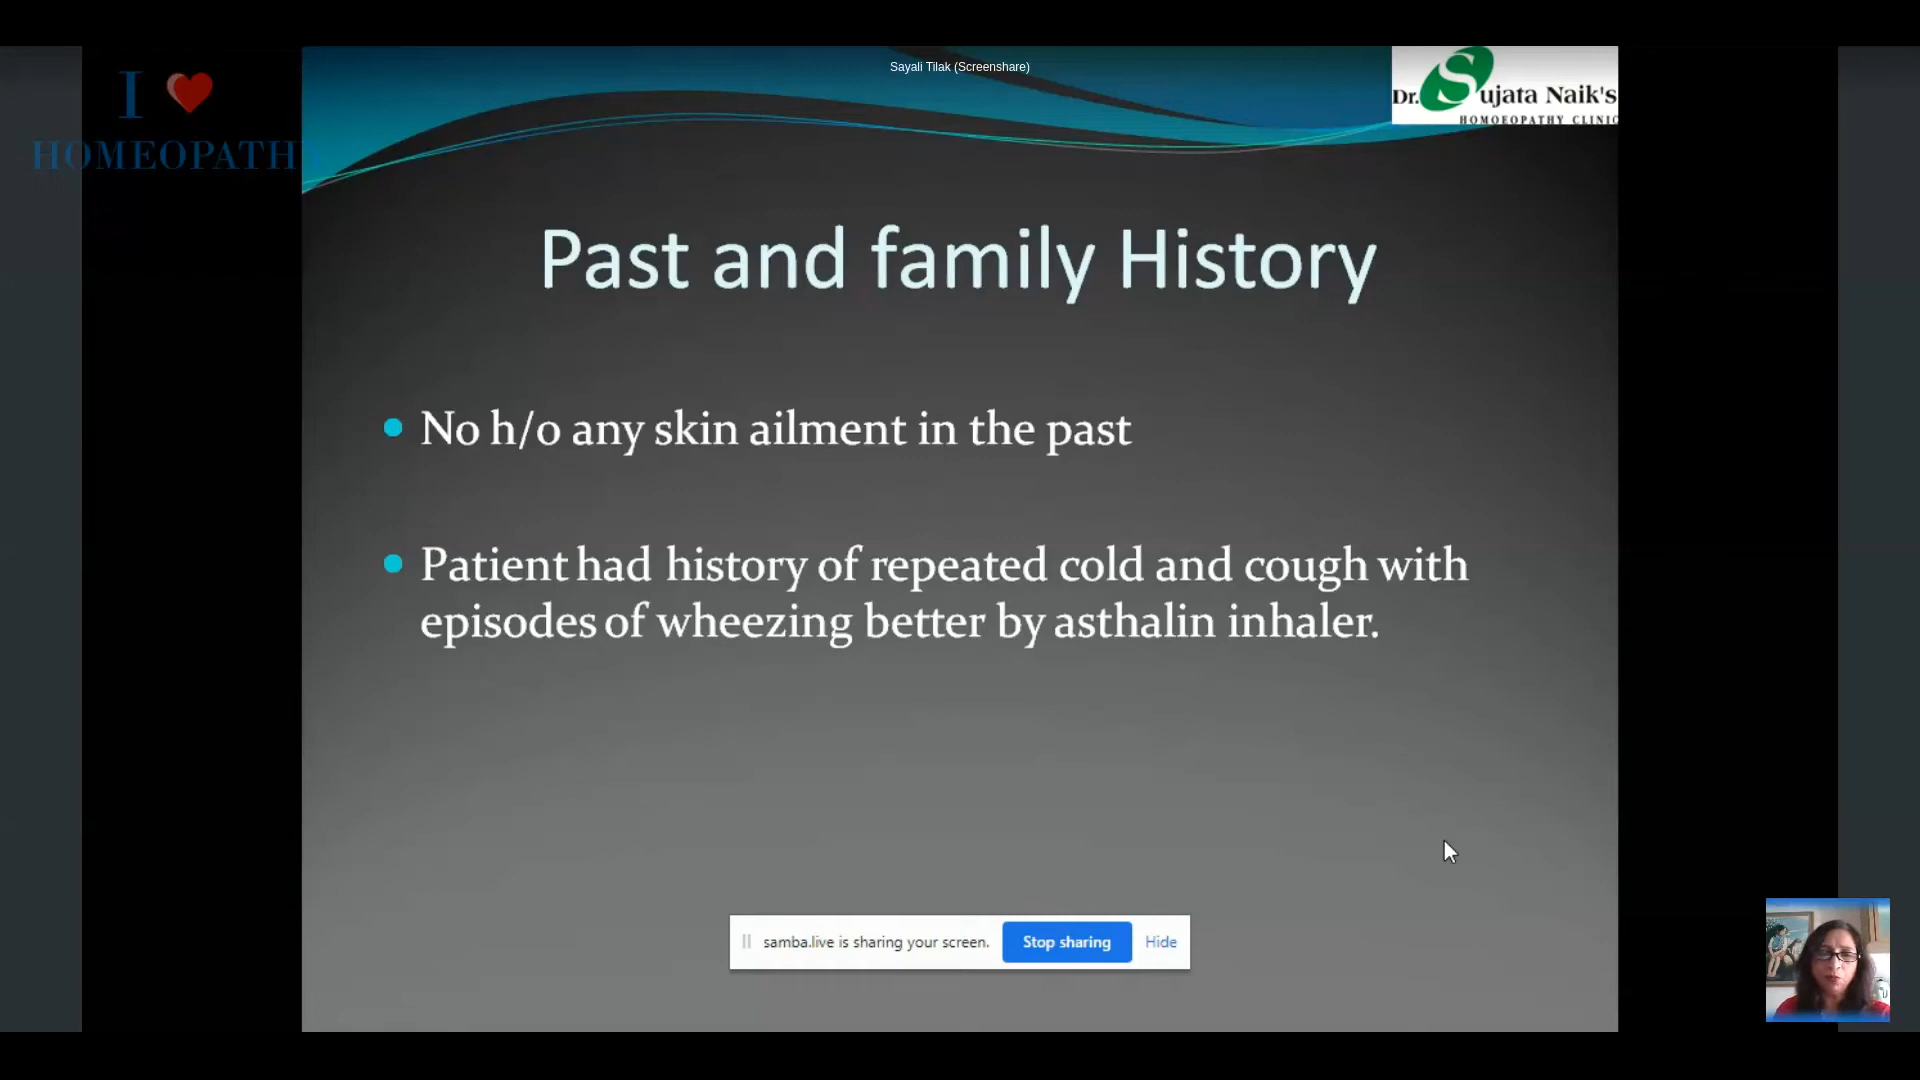 Sayali Tilak (Screenshare)
I
HOMEOPATHY
Dr. Sujata Naik's
HOMOEOPATHY CLINIC
Past and family History
No h/o any skin ailment in the past
Patient had history of repeated cold and cough with
episodes of wheezing better by asthalin inhaler.
samba.live is sharing your screen.
Stop sharing
Hide